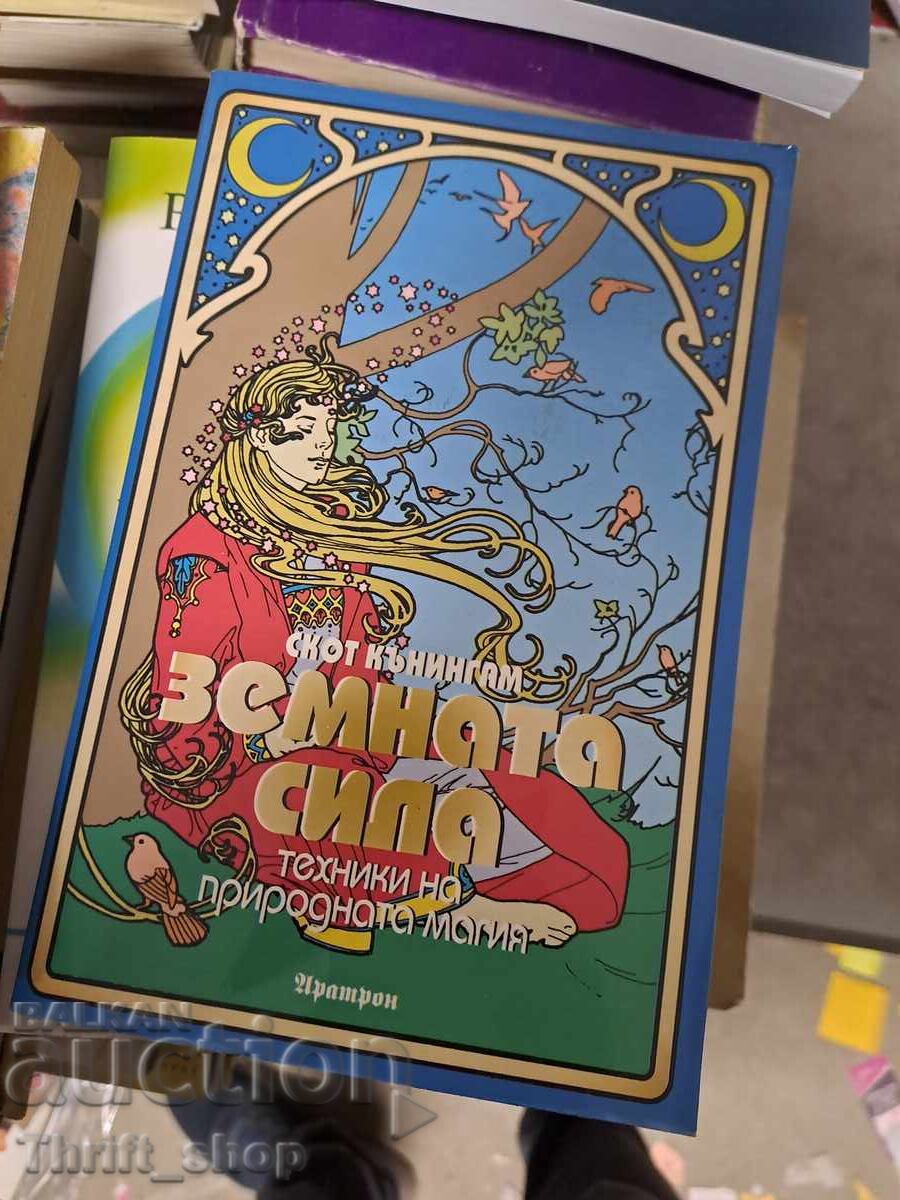 СКОТ КЪНИНГАМ
ЗЕМНАТА
СИЛА
ТЕХНИКИ НА
ПРИРОДНАТА МАГИЯ
Аратрон
BALKAN
auction
Thrift_shop